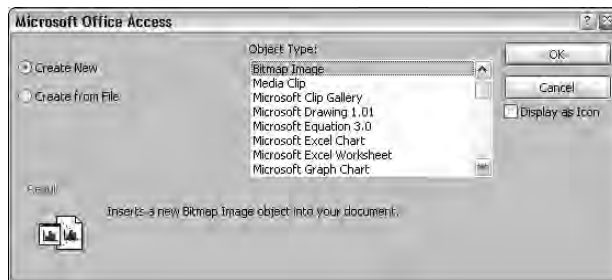 Microsoft Office Access
Create New
Create from File
Object Type:
Bitmap Image
Media Clip
Microsoft Clip Gallery
Microsoft Drawing 1.01
Microsoft Equation 3.0
Microsoft Excel Chart
Microsoft Excel Worksheet
Microsoft Graph Chart
OK
Cancel
Display as Icon
Result
Inserts a new Bitmap Image object into your document.